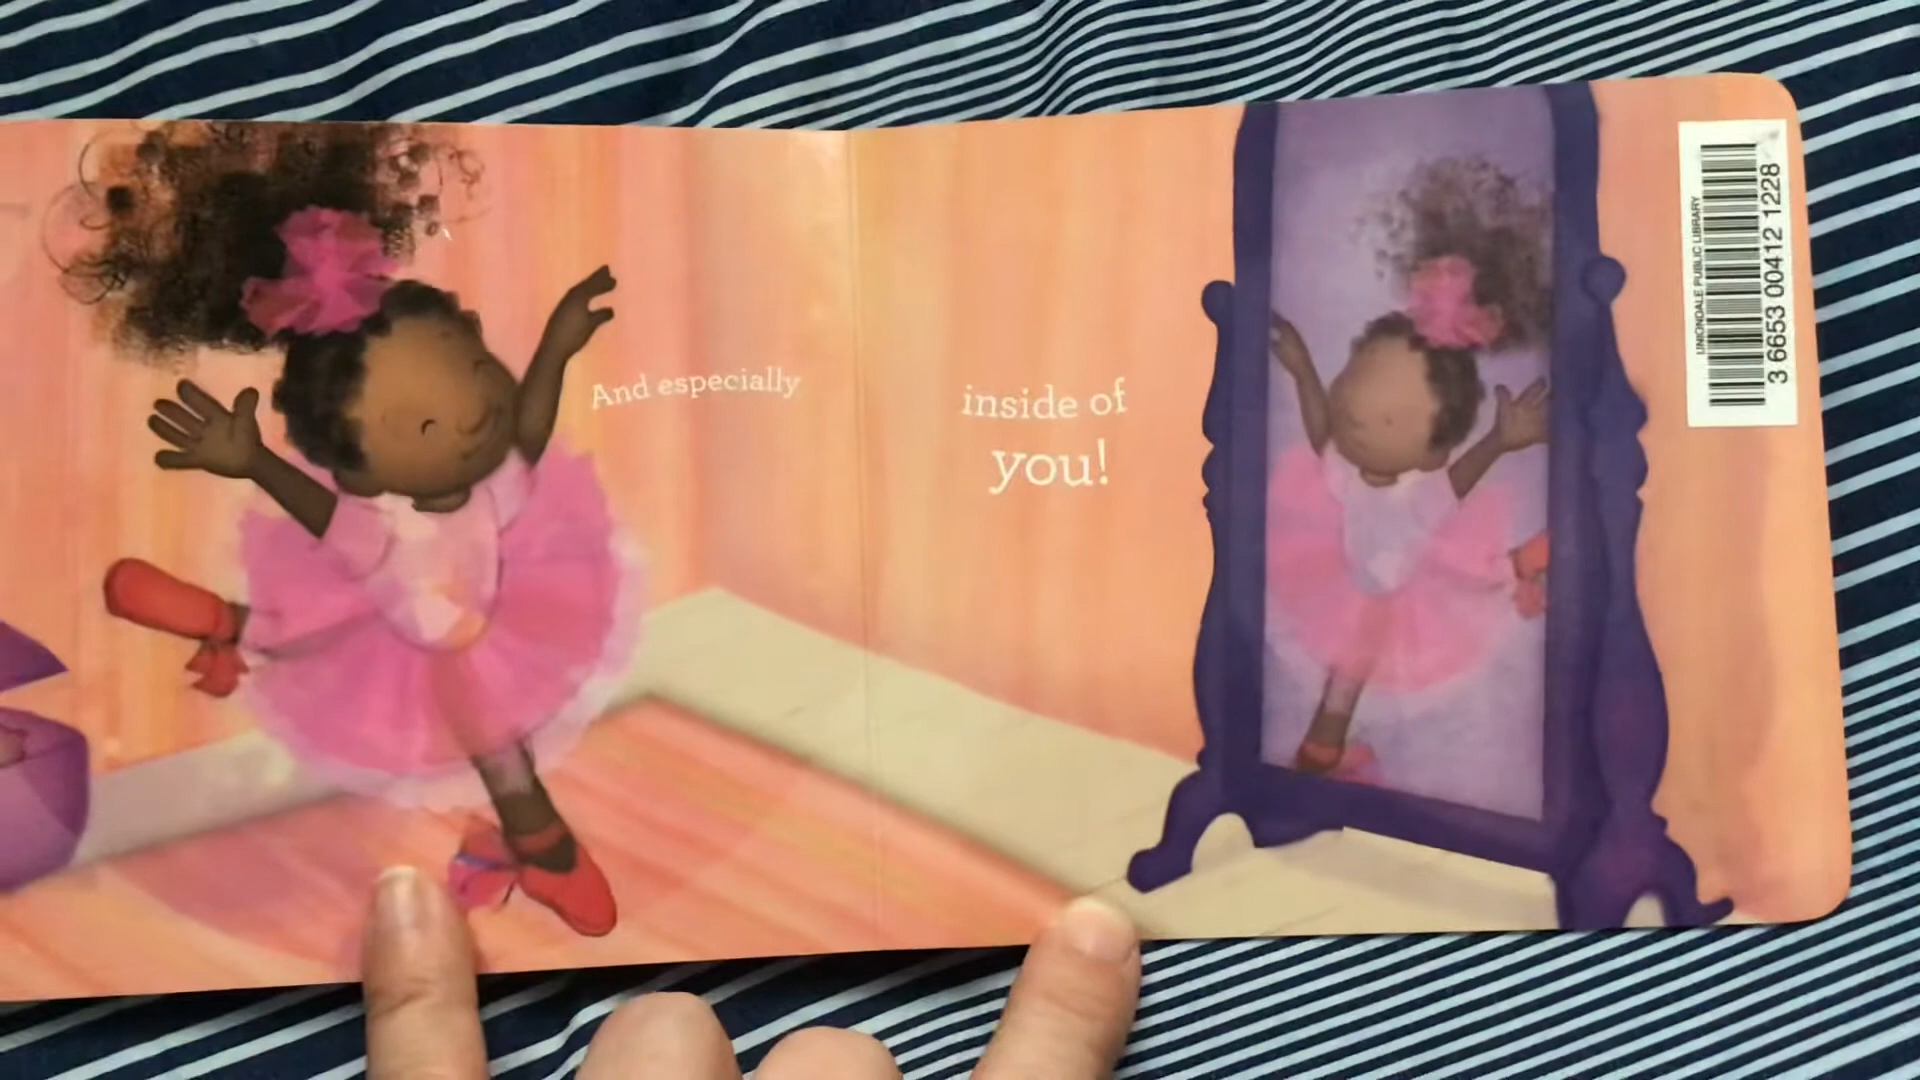 And especially
inside of
you!
UNIONDALE PUBLIC LIBRARY
3 6653 00412 1228